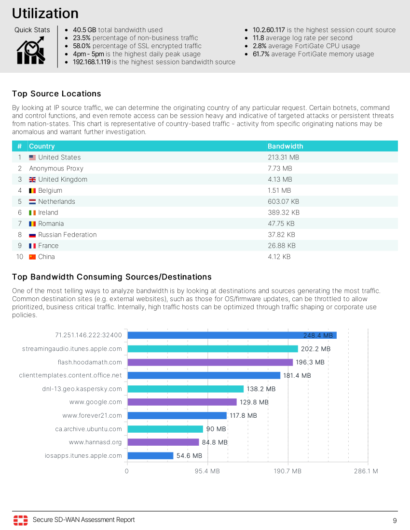 Utilization
Quick Stats
40.5 GB total bandwidth used
23.5% percentage of non-business traffic
58.0% percentage of SSL encrypted traffic
4pm - 5pm is the highest daily peak usage
192.168.1.119 is the highest session bandwidth source
10.2.60.117 is the highest session count source
11.8 average log rate per second
2.8% average FortiGate CPU usage
61.7% average FortiGate memory usage
Top Source Locations
By looking at IP source traffic, we can determine the originating country of any particular request. Certain botnets, command
and control functions, and even remote access can be session heavy and indicative of targeted attacks or persistent threats
from nation-states. This chart is representative of country-based traffic - activity from specific originating nations may be
anomalous and warrant further investigation.
# Country Bandwidth
1 United States 213.31 MB
2 Anonymous Proxy 7.73 MB
3 United Kingdom 4.13 MB
4 Belgium 1.51 MB
5 Netherlands 603.07 KB
6 Ireland 389.32 KB
7 Romania 47.75 KB
8 Russian Federation 37.82 KB
9 France 26.88 KB
10 China 4.12 KB
Top Bandwidth Consuming Sources/Destinations
One of the most telling ways to analyze bandwidth is by looking at destinations and sources generating the most traffic.
Common destination sites (e.g. external websites), such as those for OS/firmware updates, can be throttled to allow
prioritized, business critical traffic. Internally, high traffic hosts can be optimized through traffic shaping or corporate use
policies.
71.251.146.222:32400 248.4 MB
streamingaudio.itunes.apple.com 202.2 MB
flash.hoodamath.com 196.3 MB
clienttemplates.content.office.net 181.4 MB
dnl-13.geo.kaspersky.com 138.2 MB
www.google.com 129.8 MB
www.forever21.com 117.8 MB
ca.archive.ubuntu.com 90 MB
www.hannasd.org 84.8 MB
iosapps.itunes.apple.com 54.6 MB
0 95.4 MB 190.7 MB 286.1 M
Secure SD-WAN Assessment Report 9